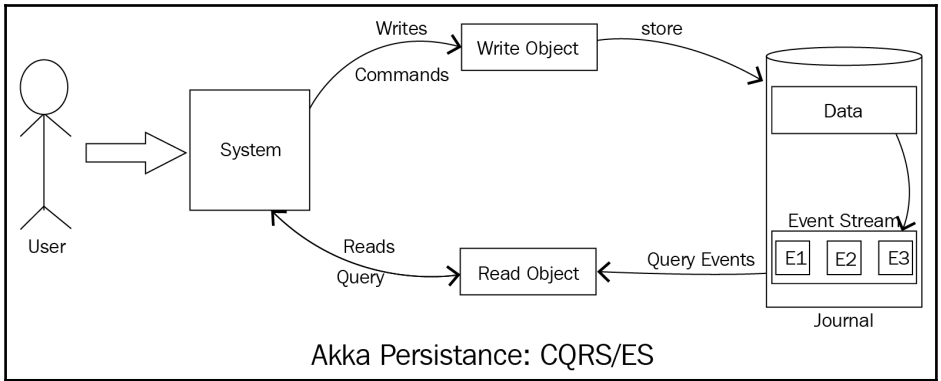 Writes
Commands
Write Object
store
Data
System
User
Event Stream
E1 E2 E3
Reads
Query
Read Object
Query Events
Journal
Akka Persistance: CQRS/ES